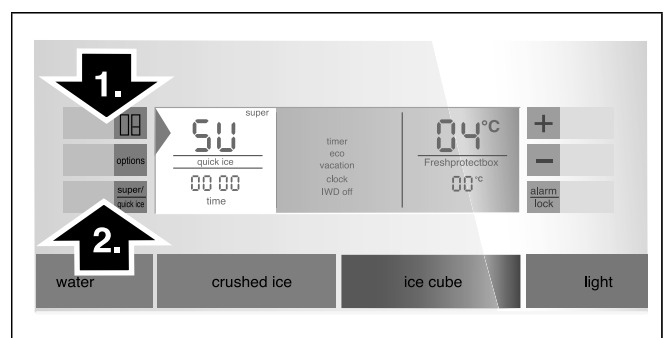 1.
super
SU
quick ice
00 00
time
timer
eco
vacation
clock
IWD off
04°C
Freshprotectbox
00°C
+
options
−
super/
quick ice
alarm
lock
2.
water
crushed ice
ice cube
light